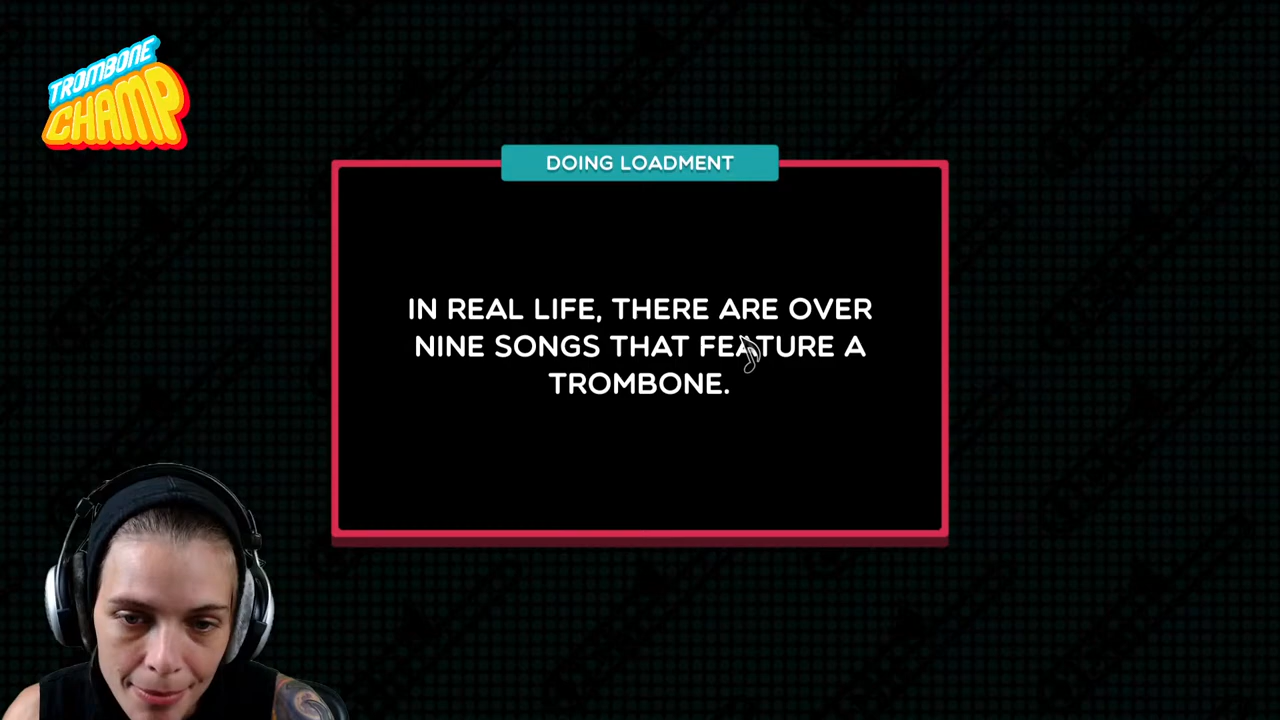 TROMBONE
CHAMP
DOING LOADMENT
IN REAL LIFE, THERE ARE OVER
NINE SONGS THAT FEATURE A
TROMBONE.